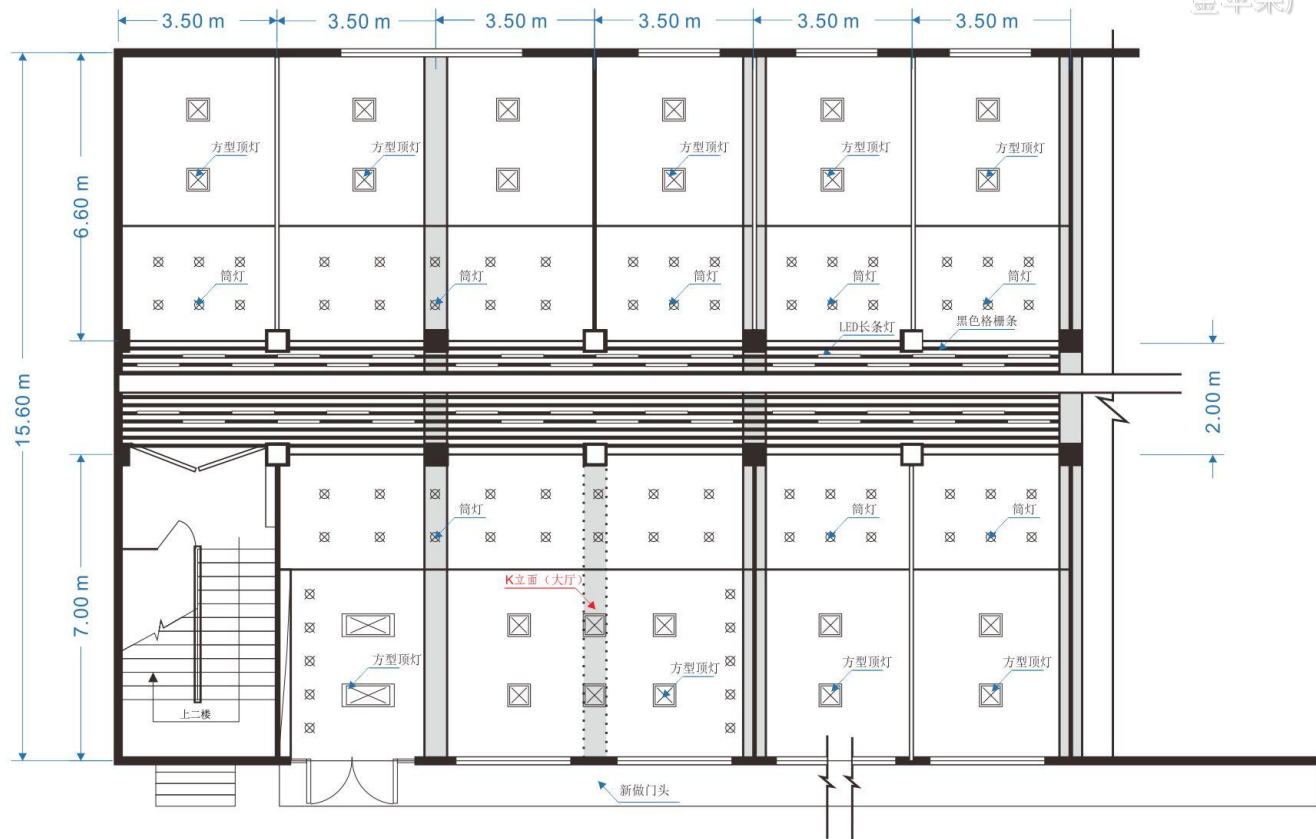 3.50 m 3.50 m 3.50 m 3.50 m 3.50 m 3.50 m
方型顶灯 方型顶灯 方型顶灯 方型顶灯 方型顶灯
6.60 m
筒灯 筒灯 筒灯 筒灯 筒灯
LED长条灯 黑色格栅条
15.60 m
2.00 m
筒灯 筒灯 筒灯
K立面（大厅）
7.00 m
方型顶灯 方型顶灯 方型顶灯 方型顶灯
上二楼
新做门头